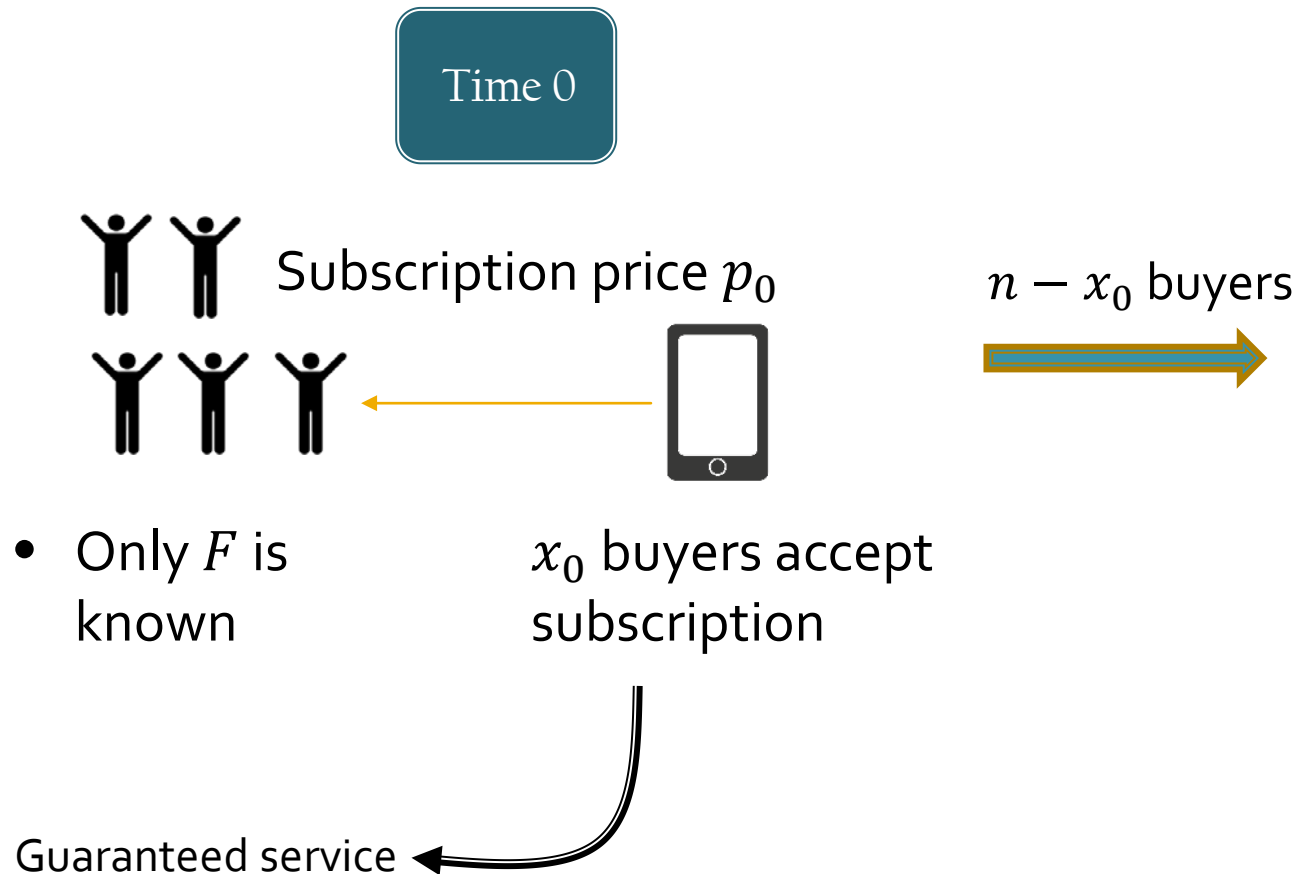 Time 0
Subscription price 𝑝₀
𝑛 − 𝑥₀ buyers
• Only 𝐹 is
known
𝑥₀ buyers accept
subscription
Guaranteed service